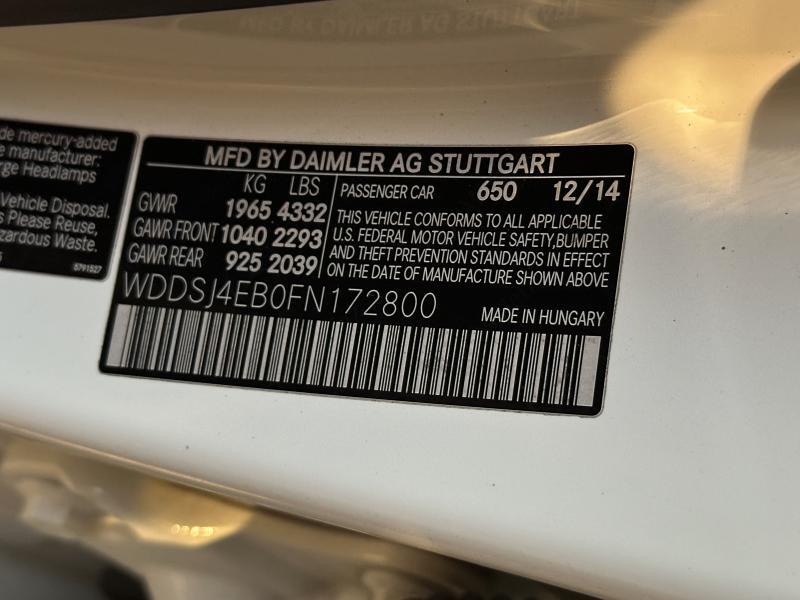 de mercury-added
e manufacturer:
rge Headlamps
Vehicle Disposal.
s Please Reuse,
zardous Waste.
5791527
MFD BY DAIMLER AG STUTTGART
KG LBS
GVWR 1965 4332
GAWR FRONT 1040 2293
GAWR REAR 925 2039
PASSENGER CAR 650 12/14
THIS VEHICLE CONFORMS TO ALL APPLICABLE
U.S. FEDERAL MOTOR VEHICLE SAFETY,BUMPER
AND THEFT PREVENTION STANDARDS IN EFFECT
ON THE DATE OF MANUFACTURE SHOWN ABOVE
WDDSJ4EB0FN172800
MADE IN HUNGARY